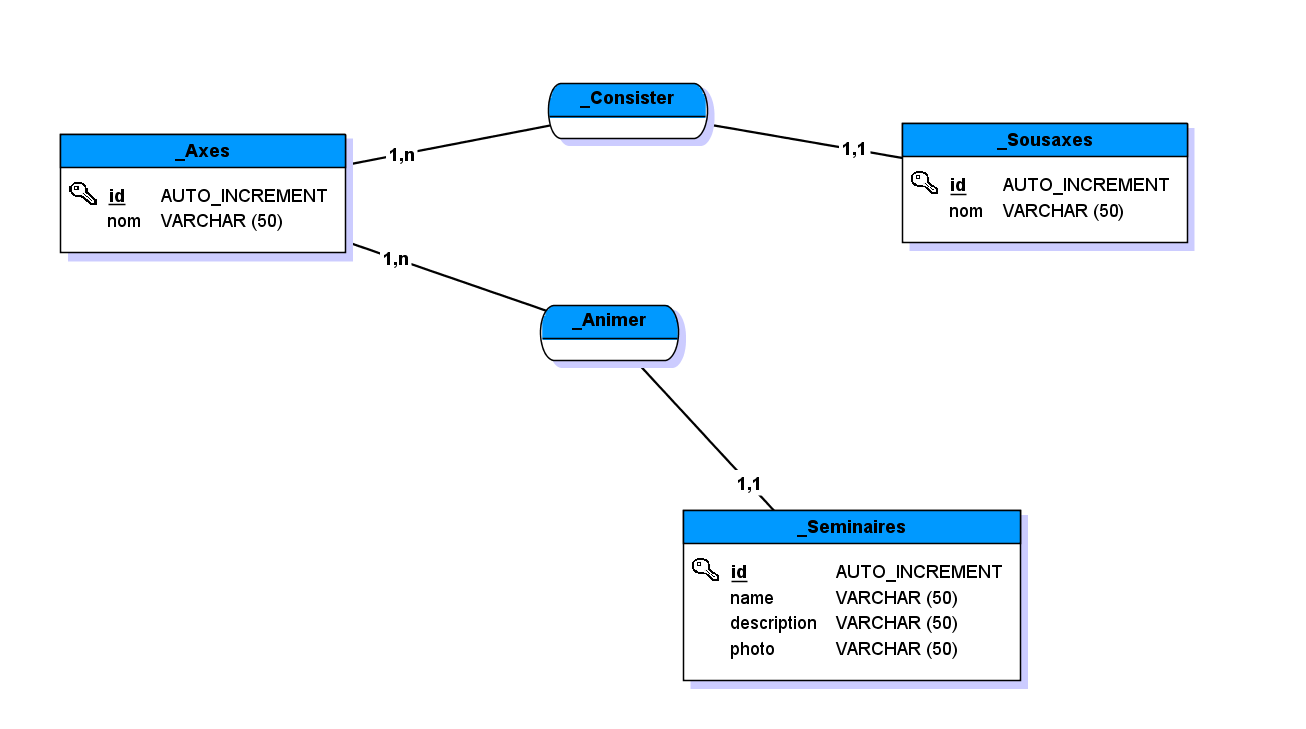 _Consister
_Axes
1,n
1,1
_Sousaxes
id AUTO_INCREMENT
nom VARCHAR (50)
id AUTO_INCREMENT
nom VARCHAR (50)
1,n
_Animer
1,1
_Seminaires
id AUTO_INCREMENT
name VARCHAR (50)
description VARCHAR (50)
photo VARCHAR (50)